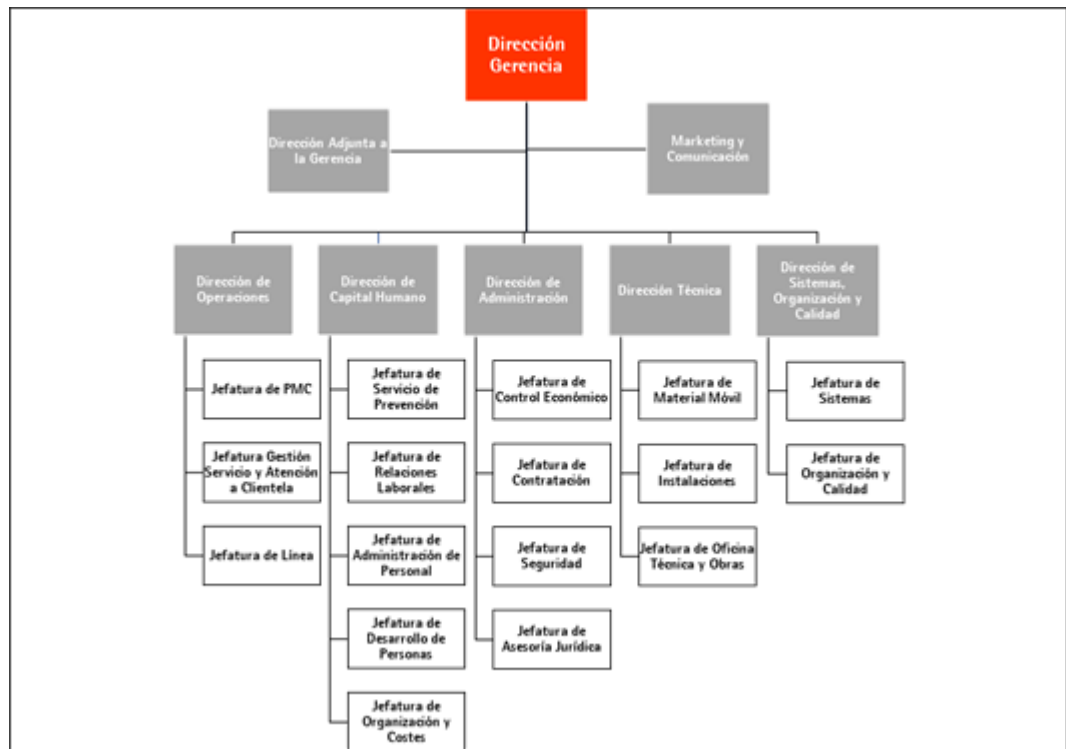 Dirección
Gerencia
Dirección Adjunta a
la Gerencia
Marketing y
Comunicación
Dirección de
Operaciones
Dirección de
Capital Humano
Dirección de
Administración
Dirección Técnica
Dirección de
Sistemas,
Organización y
Calidad
Jefatura de PMC
Jefatura Gestión
Servicio y Atención
a Clientela
Jefatura de Línea
Jefatura de
Servicio de
Prevención
Jefatura de
Relaciones
Laborales
Jefatura de
Administración de
Personal
Jefatura de
Desarrollo de
Personas
Jefatura de
Organización y
Costes
Jefatura de
Control Económico
Jefatura de
Contratación
Jefatura de
Seguridad
Jefatura de
Asesoría Jurídica
Jefatura de
Material Móvil
Jefatura de
Instalaciones
Jefatura de Oficina
Técnica y Obras
Jefatura de
Sistemas
Jefatura de
Organización y
Calidad